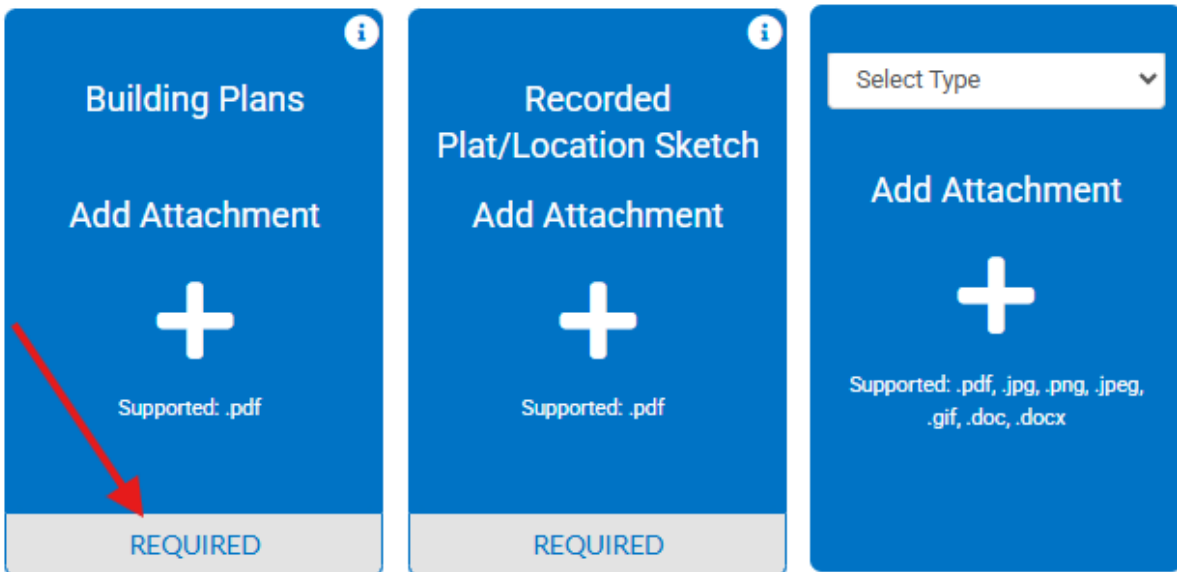 Building Plans
Add Attachment
Supported: .pdf
REQUIRED
Recorded
Plat/Location Sketch
Add Attachment
Supported: .pdf
REQUIRED
Select Type
Add Attachment
Supported: .pdf, .jpg, .png, .jpeg,
.gif, .doc, .docx